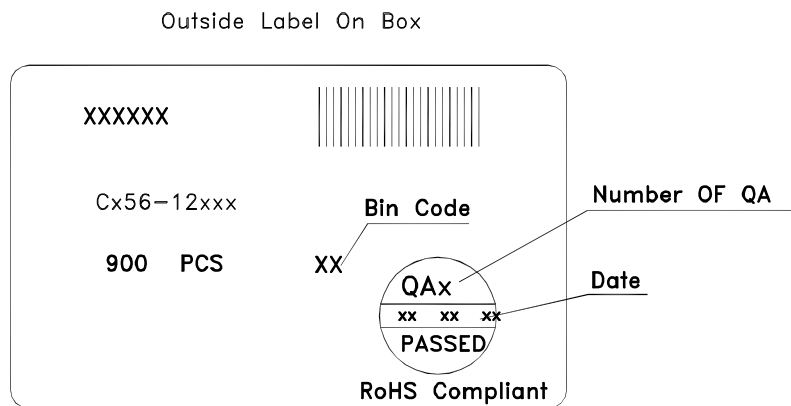 Outside Label On Box
XXXXXX
Cx56-12xxx
Bin Code
Number OF QA
900 PCS
XX
QAx
Date
xx xx xx
PASSED
RoHS Compliant